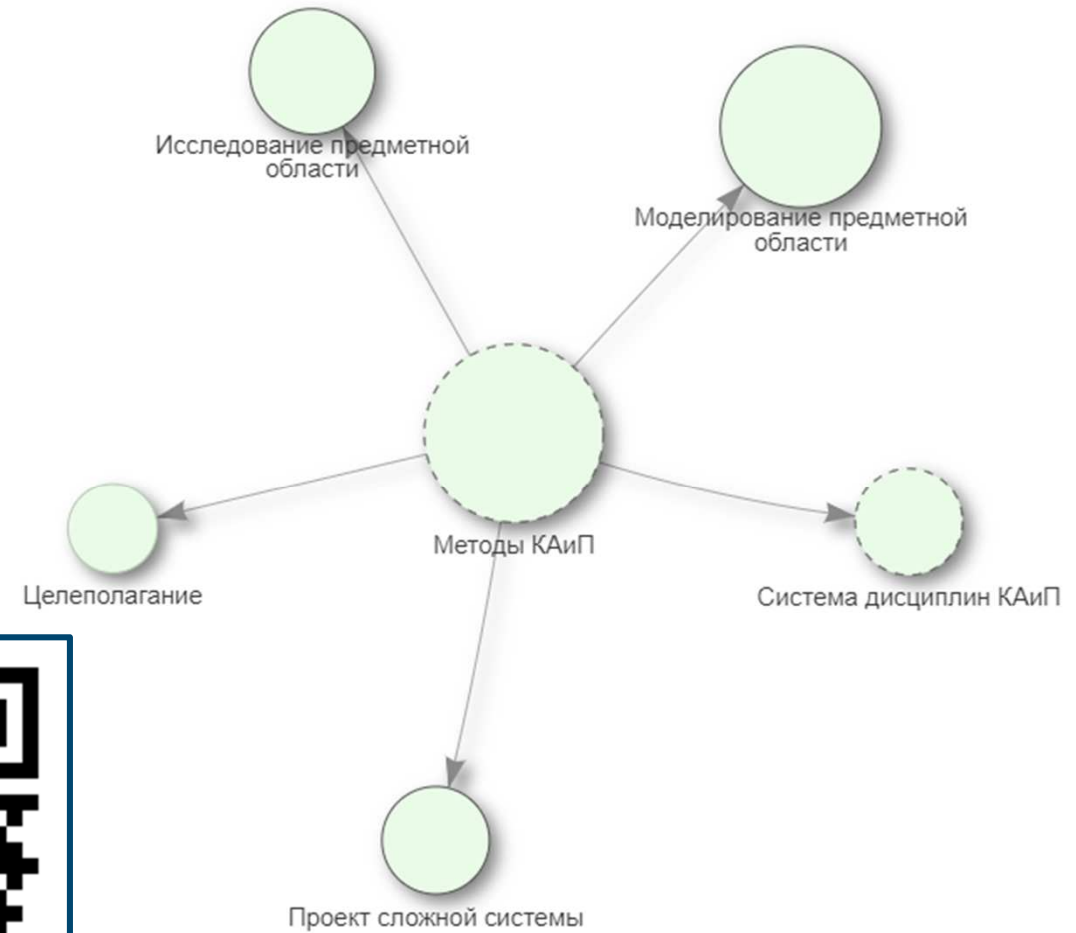 Исследование предметной
области
Моделирование предметной
области
Методы КАиП
Целеполагание
Система дисциплин КАиП
Проект сложной системы